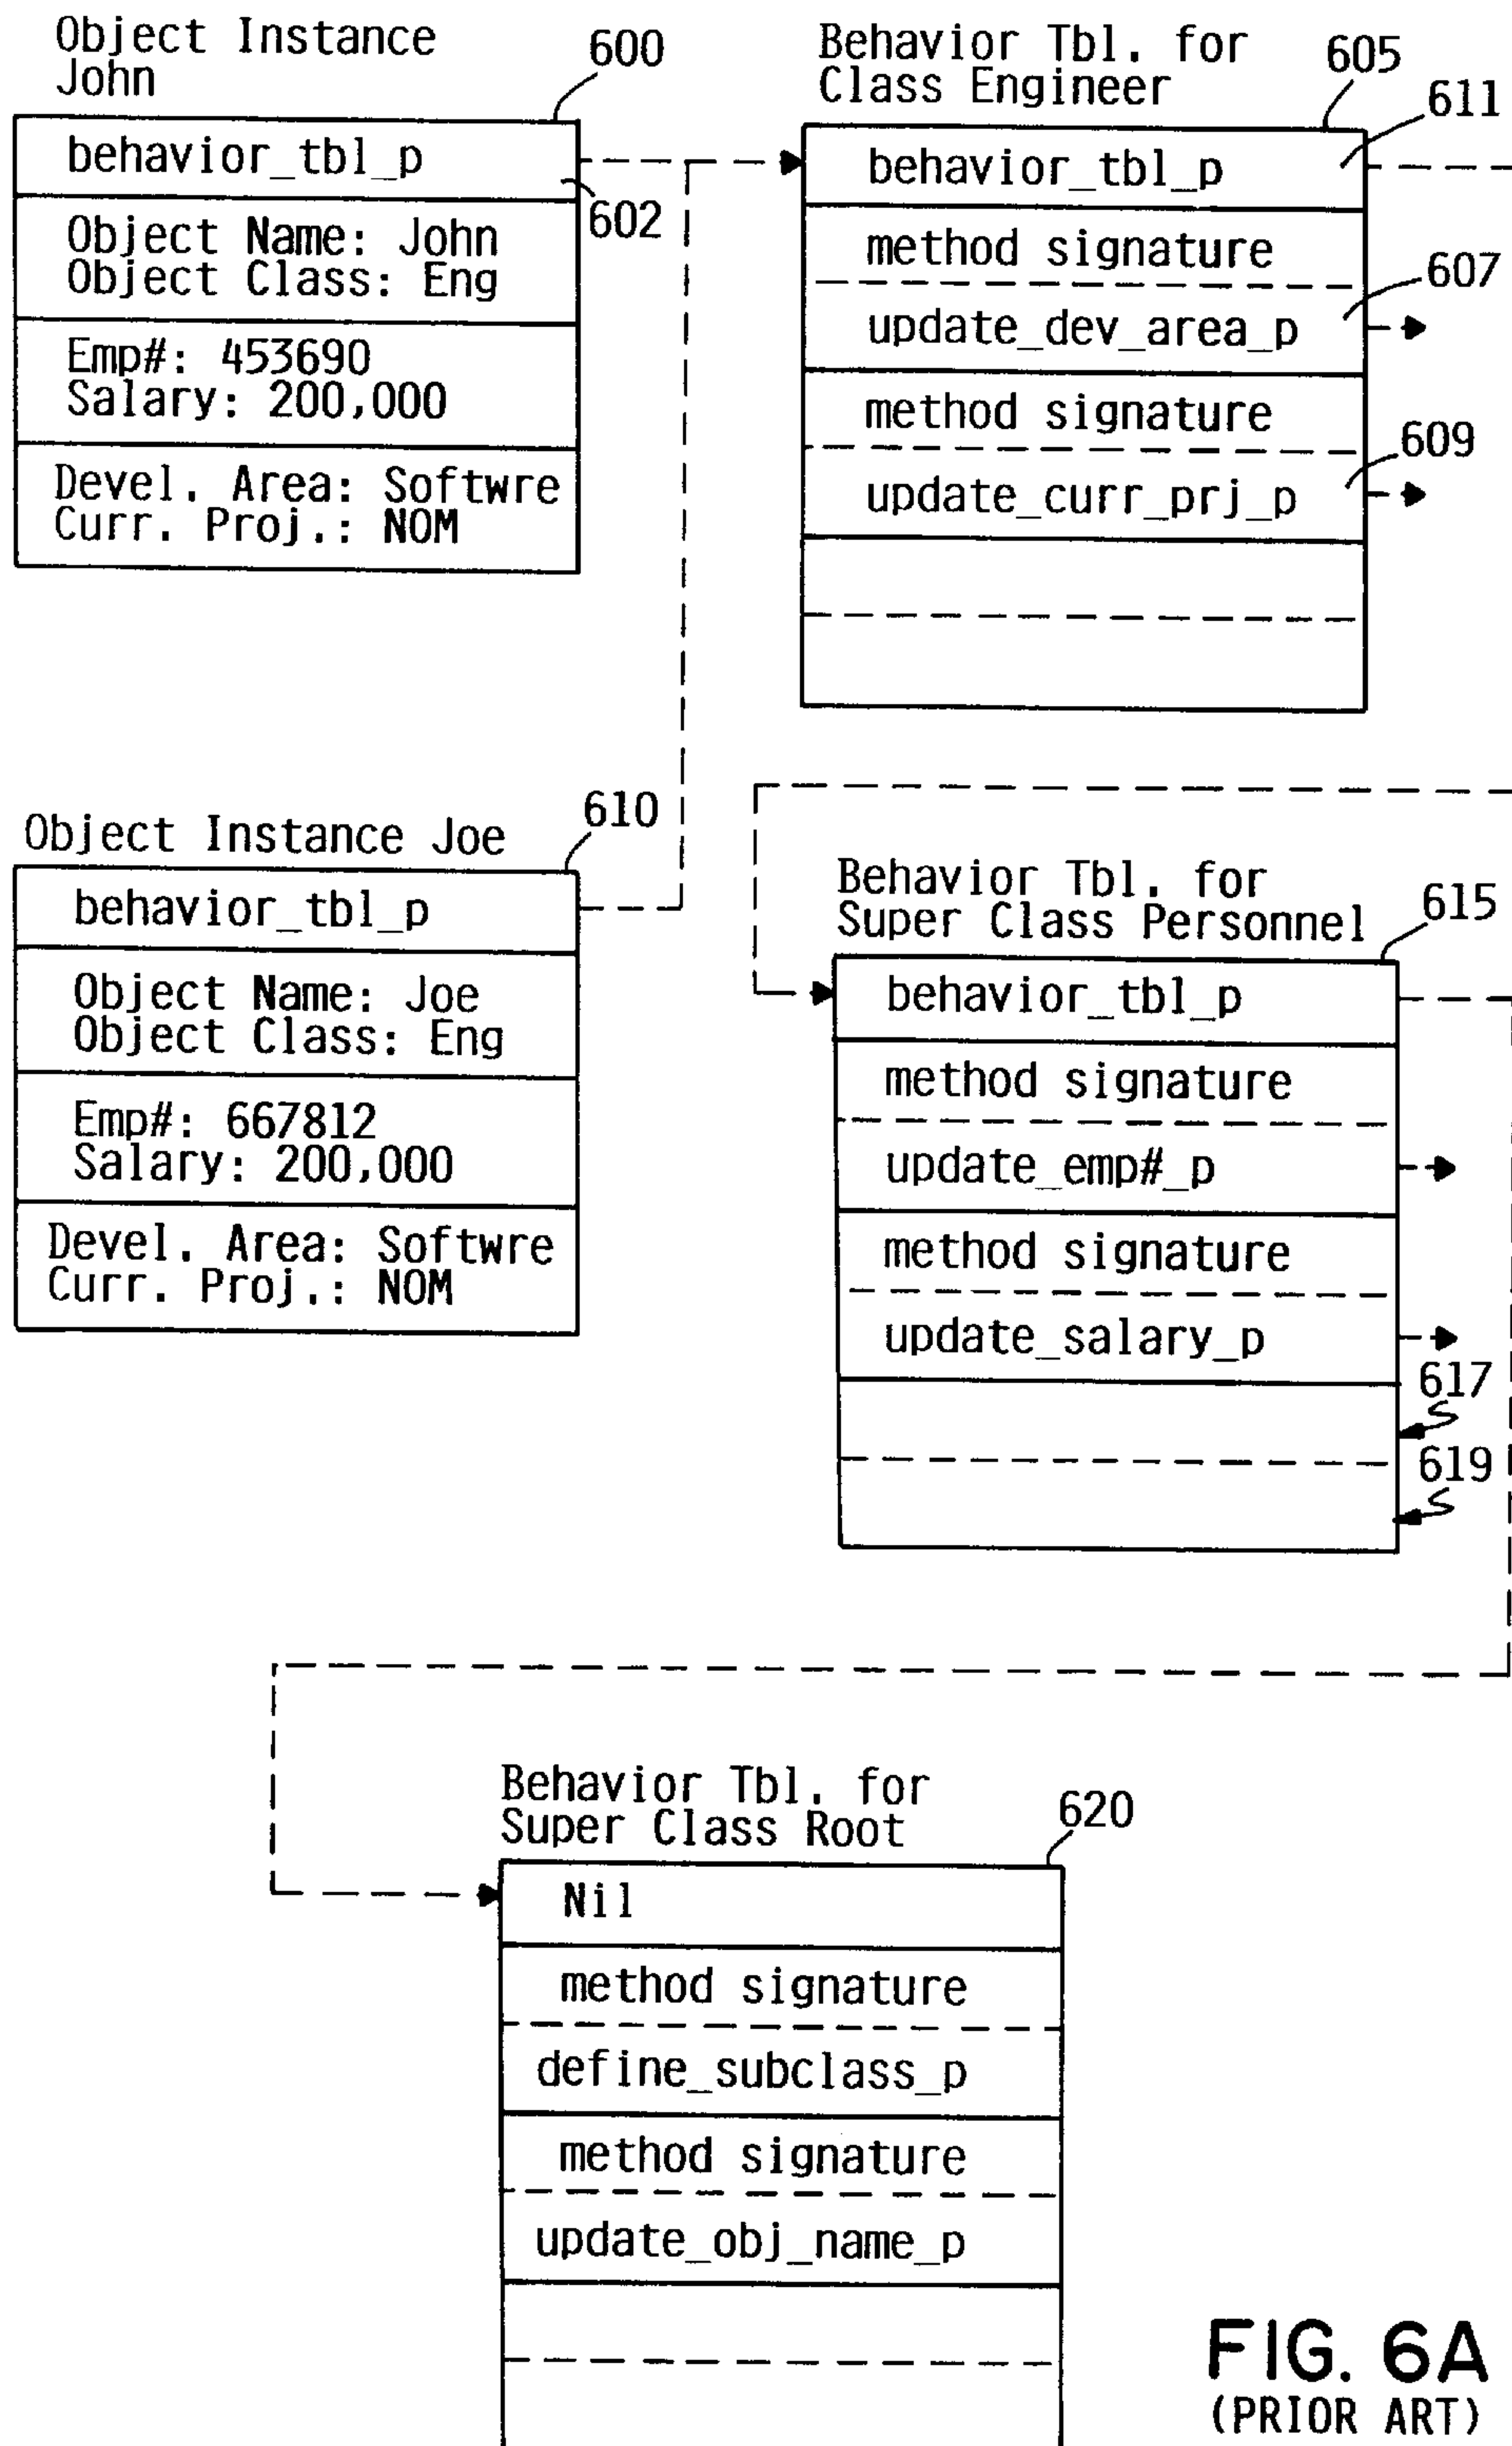 Object Instance
John
600
behavior_tbl_p
602
Object Name: John
Object Class: Eng
Emp#: 453690
Salary: 200,000
Devel. Area: Softwre
Curr. Proj.: NOM
Behavior Tbl. for
Class Engineer
605
611
behavior_tbl_p
method signature
607
update_dev_area_p
method signature
609
update_curr_prj_p
Object Instance Joe
610
behavior_tbl_p
Object Name: Joe
Object Class: Eng
Emp#: 667812
Salary: 200,000
Devel. Area: Softwre
Curr. Proj.: NOM
Behavior Tbl. for
Super Class Personnel
615
behavior_tbl_p
method signature
update_emp#_p
method signature
update_salary_p
617
619
Behavior Tbl. for
Super Class Root
620
Nil
method signature
define_subclass_p
method signature
update_obj_name_p
FIG. 6A
(PRIOR ART)